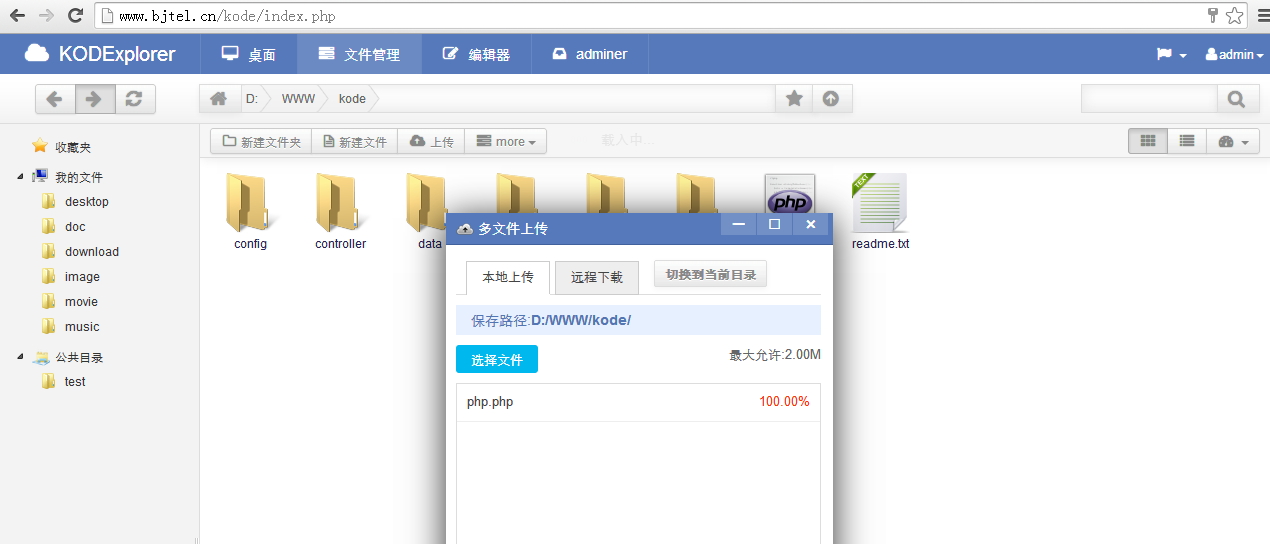 www.bjtel.cn/kode/index.php
KODExplorer 桌面 文件管理 编辑器 adminer admin
D: WWW kode
新建文件夹 新建文件 上传 more 载入中...
收藏夹
我的文件
desktop
doc
download
image
movie
music
公共目录
test
php
TEXT
config controller data readme.txt
多文件上传
本地上传 远程下载 切换到当前目录
保存路径:D:/WWW/kode/
选择文件 最大允许:2.00M
php.php 100.00%